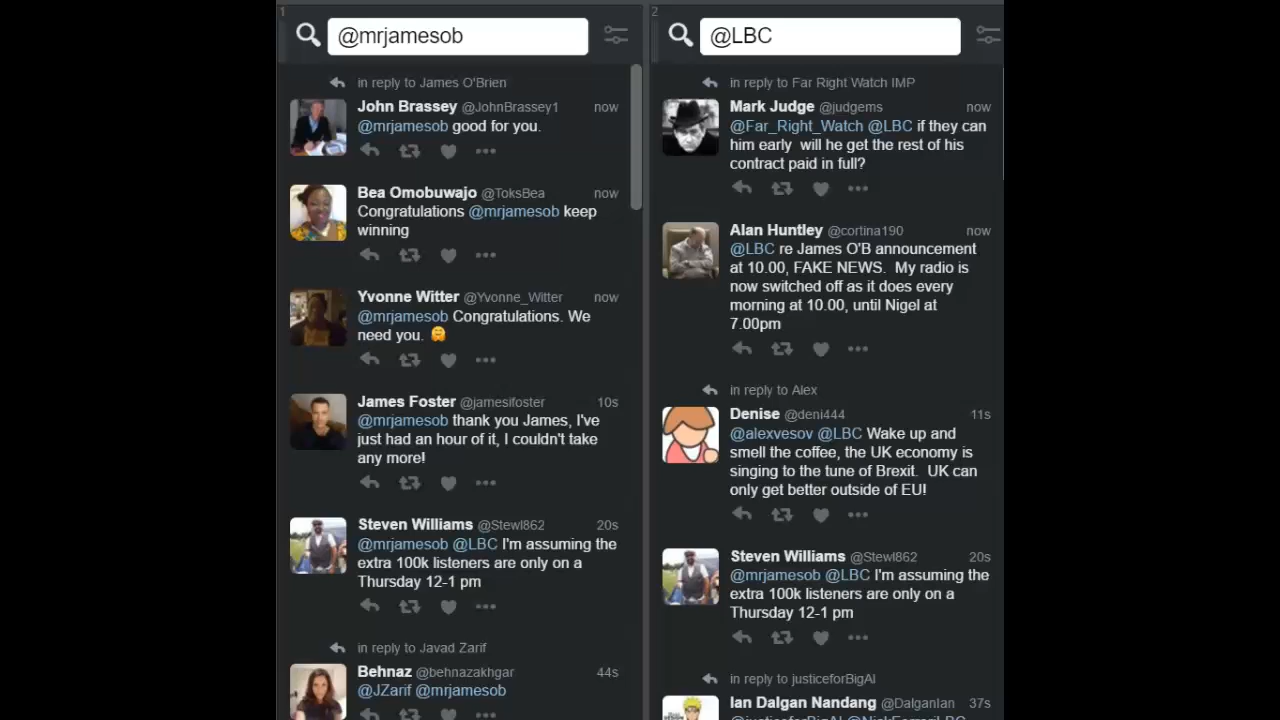 1
@mrjamesob
in reply to James O'Brien
John Brassey @JohnBrassey1 now
@mrjamesob good for you.
Bea Omobuwajo @ToksBea now
Congratulations @mrjamesob keep
winning
Yvonne Witter @Yvonne_Witter now
@mrjamesob Congratulations. We
need you. 🤗
James Foster @jamesifoster 10s
@mrjamesob thank you James, I've
just had an hour of it, I couldn't take
any more!
Steven Williams @Stewl862 20s
@mrjamesob @LBC I'm assuming the
extra 100k listeners are only on a
Thursday 12-1 pm
in reply to Javad Zarif
Behnaz @behnazakhgar 44s
@JZarif @mrjamesob
2
@LBC
in reply to Far Right Watch IMP
Mark Judge @judgems now
@Far_Right_Watch @LBC if they can
him early will he get the rest of his
contract paid in full?
Alan Huntley @cortina190 now
@LBC re James O'B announcement
at 10.00, FAKE NEWS. My radio is
now switched off as it does every
morning at 10.00, until Nigel at
7.00pm
in reply to Alex
Denise @deni444 11s
@alexvesov @LBC Wake up and
smell the coffee, the UK economy is
singing to the tune of Brexit. UK can
only get better outside of EU!
Steven Williams @Stewl862 20s
@mrjamesob @LBC I'm assuming the
extra 100k listeners are only on a
Thursday 12-1 pm
in reply to justiceforBigAl
Ian Dalgan Nandang @DalganIan 37s